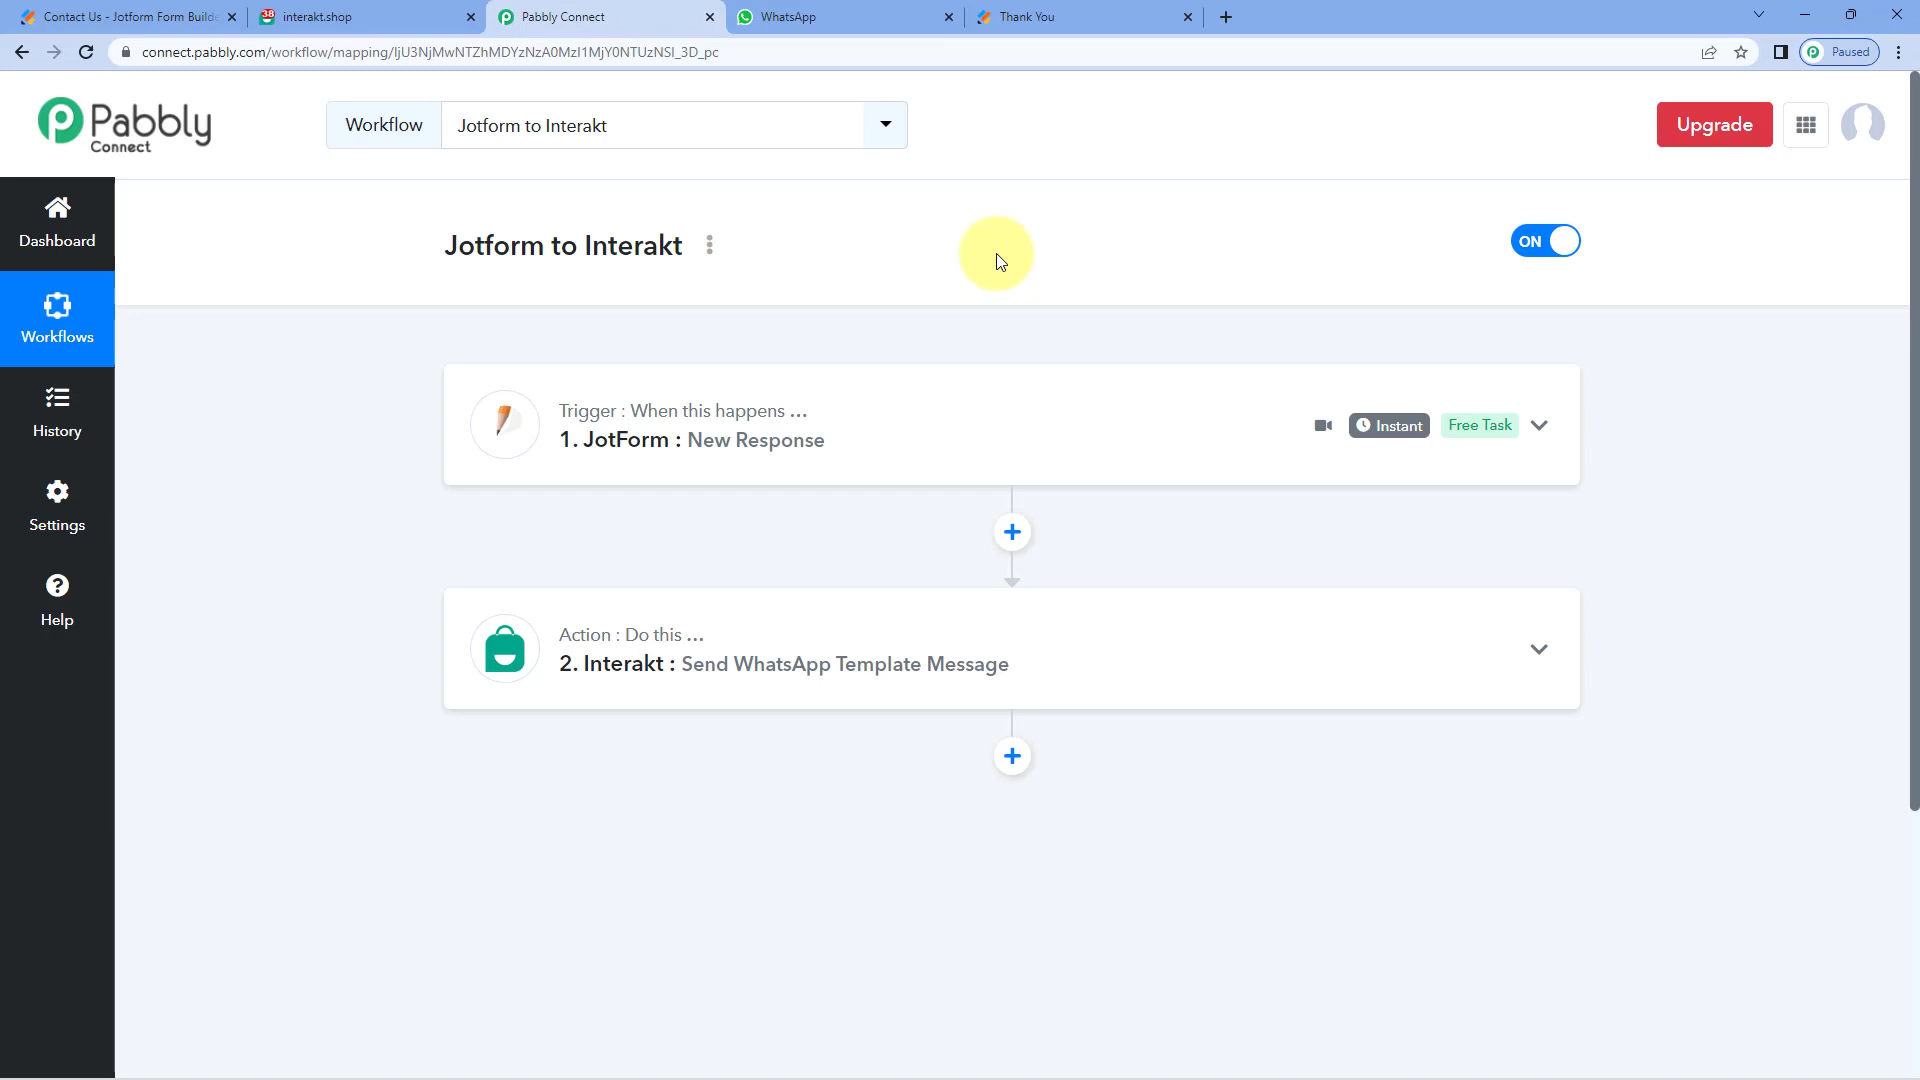 Contact Us - Jotform Form Builde
38
interakt.shop
Pabbly Connect
WhatsApp
Thank You
connect.pabbly.com/workflow/mapping/IjU3NjMwNTZhMDYzNzA0MzI1MjY0NTUzNSI_3D_pc
Paused
Pabbly
Connect
Workflow
Jotform to Interakt
Upgrade
Dashboard
Workflows
History
Settings
Help
Jotform to Interakt
ON
Trigger : When this happens ...
1. JotForm : New Response
Instant
Free Task
Action : Do this ...
2. Interakt : Send WhatsApp Template Message